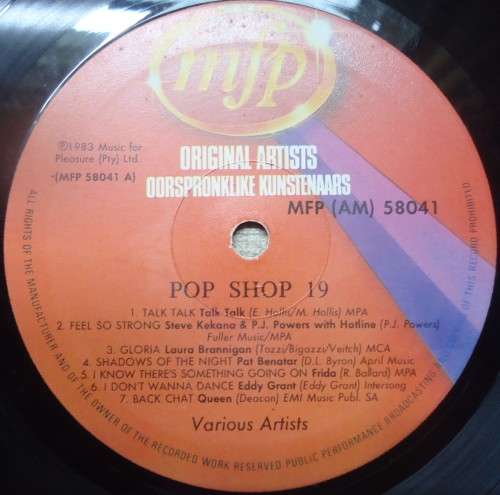 mfp
℗1983 Music for
Pleasure (Pty) Ltd.
(MFP 58041 A)
ORIGINAL ARTISTS
OORSPRONKLIKE KUNSTENAARS
MFP (AM) 58041
POP SHOP 19
1. TALK TALK Talk Talk (E. Hollis/M. Hollis) MPA
2. FEEL SO STRONG Steve Kekana & P.J. Powers with Hotline (P.J. Powers)
Fuller Music/MPA
3. GLORIA Laura Brannigan (Tozzi/Bigazzi/Veitch) MCA
4. SHADOWS OF THE NIGHT Pat Benatar (D.L. Byron) April Music
5. I KNOW THERE'S SOMETHING GOING ON Frida (R. Ballard) MPA
6. I DON'T WANNA DANCE Eddy Grant (Eddy Grant) Intersong
7. BACK CHAT Queen (Deacon) EMI Music Publ. SA
Various Artists
ALL RIGHTS OF THE MANUFACTURER AND OF THE OWNER OF THE RECORDED WORK RESERVED. PUBLIC PERFORMANCE BROADCASTING AND OF THIS RECORD PROHIBITED